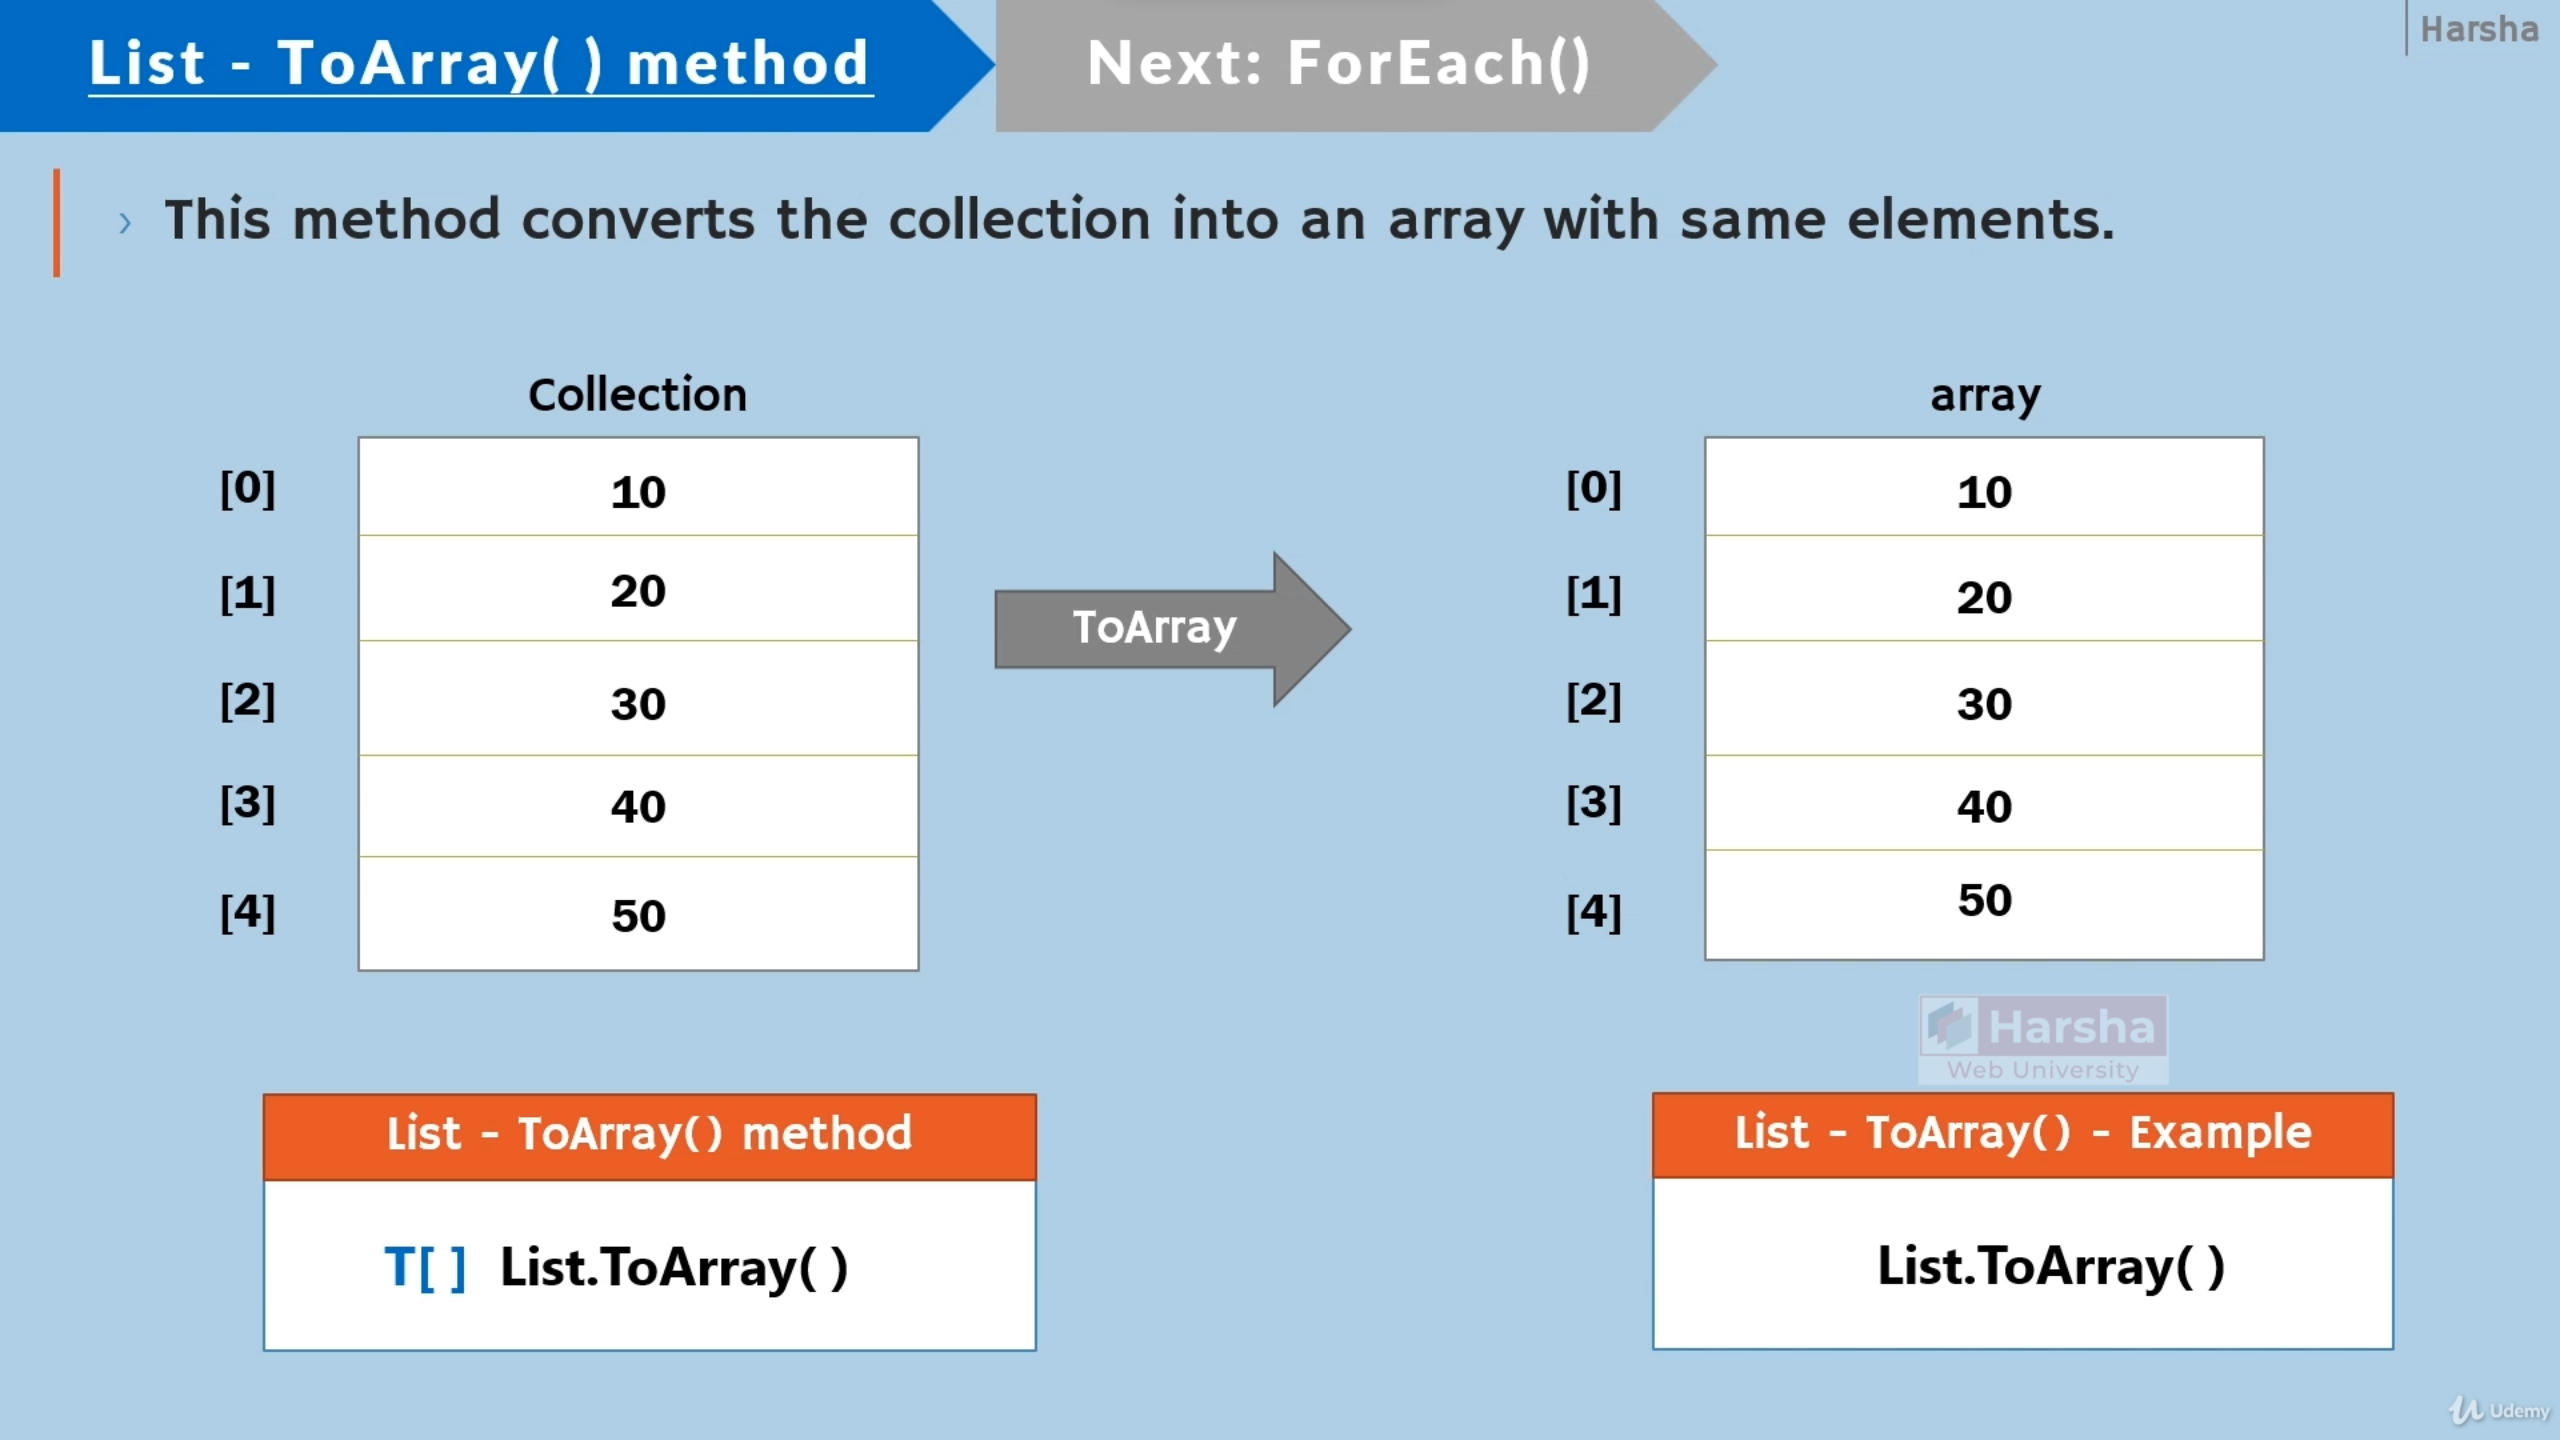 List - ToArray( ) method
Next: ForEach()
Harsha
› This method converts the collection into an array with same elements.
Collection
[0] 10
[1] 20
[2] 30
[3] 40
[4] 50
ToArray
array
[0] 10
[1] 20
[2] 30
[3] 40
[4] 50
Harsha
Web University
List - ToArray() method
T[ ] List.ToArray( )
List - ToArray() - Example
List.ToArray( )
Udemy